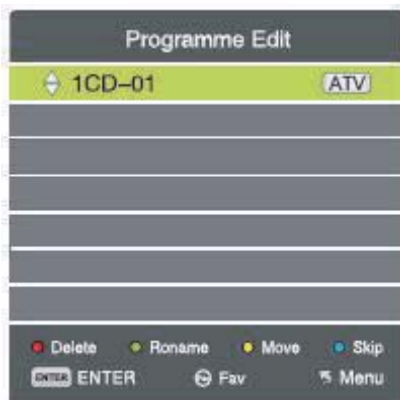 Programme Edit
1CD–01 ATV
Delete Roname Move Skip
ENTER ENTER Fav Menu